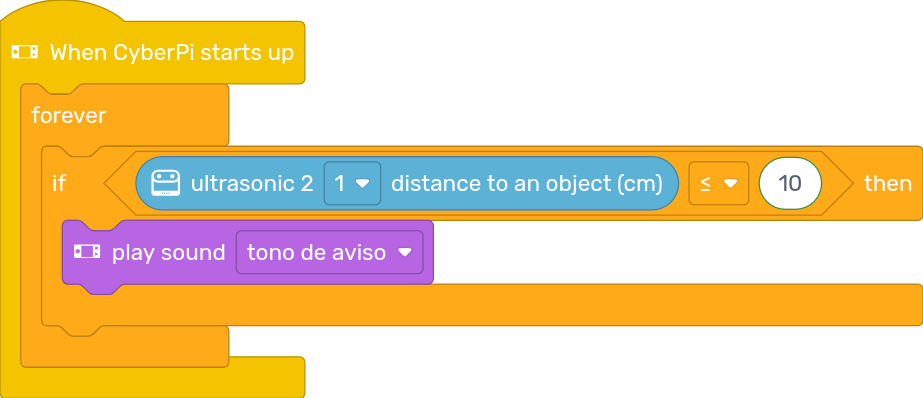 When CyberPi starts up
forever
if ultrasonic 2 1 distance to an object (cm) ≤ 10 then
play sound tono de aviso